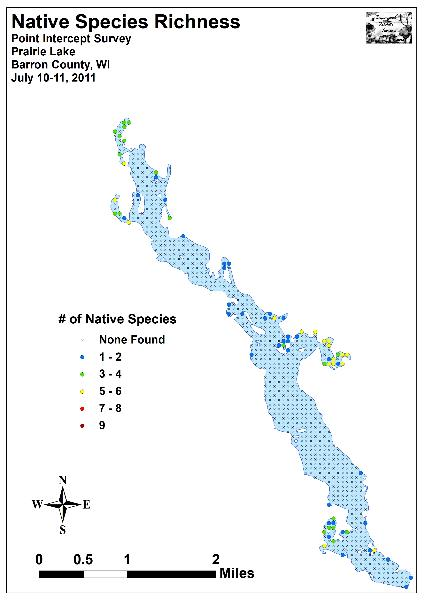 Native Species Richness
Point Intercept Survey
Prairie Lake
Barron County, WI
July 10-11, 2011
# of Native Species
None Found
1 - 2
3 - 4
5 - 6
7 - 8
9
N
W E
S
0 0.5 1 2
Miles